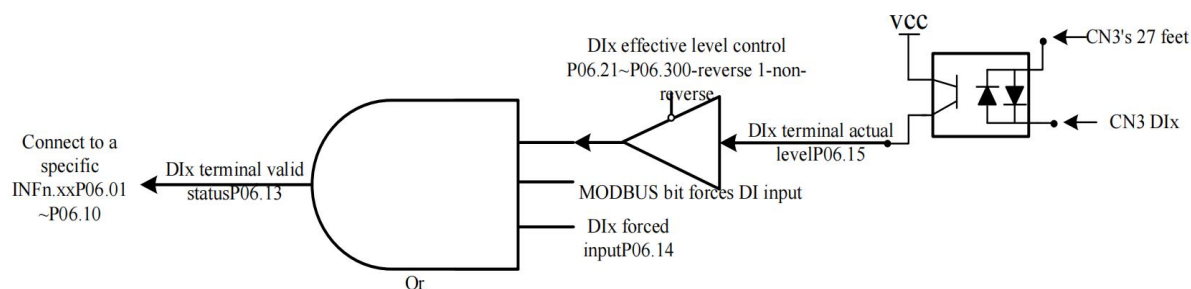 vcc
CN3's 27 feet
DIx effective level control
P06.21~P06.300-reverse 1-non-
reverse
CN3 DIx
DIx terminal actual
levelP06.15
Connect to a
specific
INFn.xxP06.01
~P06.10
DIx terminal valid
statusP06.13
MODBUS bit forces DI input
DIx forced
inputP06.14
Or